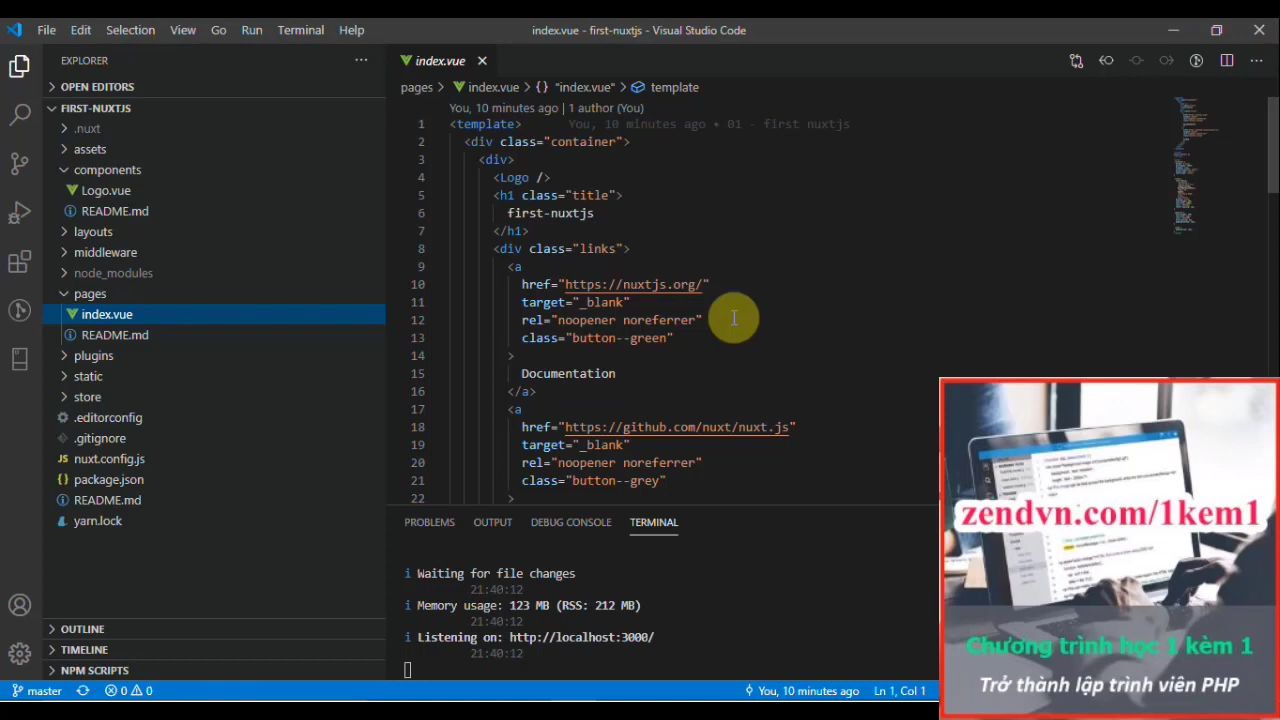 File Edit Selection View Go Run Terminal Help
index.vue - first-nuxtjs - Visual Studio Code
EXPLORER
OPEN EDITORS
FIRST-NUXTJS
.nuxt
assets
components
Logo.vue
README.md
layouts
middleware
node_modules
pages
index.vue
README.md
plugins
static
store
.editorconfig
.gitignore
JS nuxt.config.js
{} package.json
README.md
yarn.lock
OUTLINE
TIMELINE
NPM SCRIPTS
index.vue
pages > index.vue > {} "index.vue" > template
You, 10 minutes ago | 1 author (You)
1 <template> You, 10 minutes ago • 01 - first nuxtjs
2 <div class="container">
3 <div>
4 <Logo />
5 <h1 class="title">
6 first-nuxtjs
7 </h1>
8 <div class="links">
9 <a
10 href="https://nuxtjs.org/"
11 target="_blank"
12 rel="noopener noreferrer"
13 class="button--green"
14 >
15 Documentation
16 </a>
17 <a
18 href="https://github.com/nuxt/nuxt.js"
19 target="_blank"
20 rel="noopener noreferrer"
21 class="button--grey"
22 >
PROBLEMS OUTPUT DEBUG CONSOLE TERMINAL
i Waiting for file changes
21:40:12
i Memory usage: 123 MB (RSS: 212 MB)
21:40:12
i Listening on: http://localhost:3000/
21:40:12
master 0 0
You, 10 minutes ago Ln 1, Col 1
zendvn.com/1kem1
Chương trình học 1 kèm 1
Trở thành lập trình viên PHP